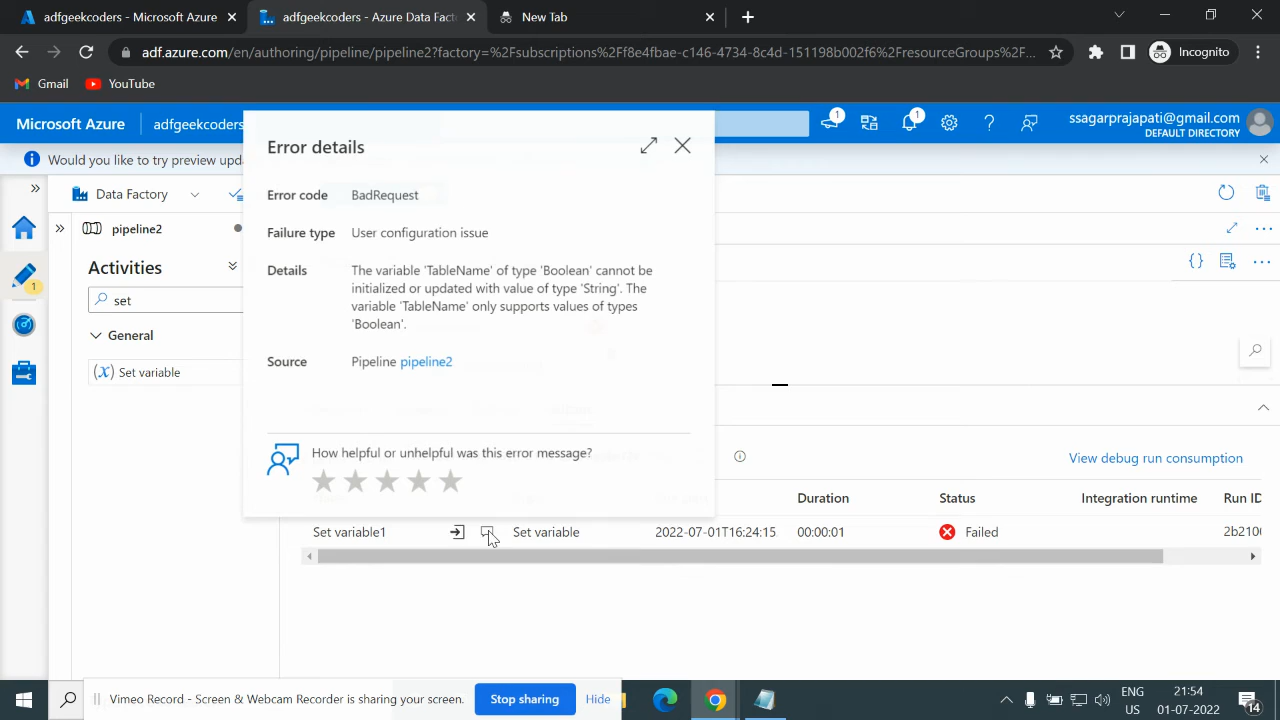 adfgeekcoders - Microsoft Azure
adfgeekcoders - Azure Data Fact
New Tab
adf.azure.com/en/authoring/pipeline/pipeline2?factory=%2Fsubscriptions%2Ff8e4fbae-c146-4734-8c4d-151198b002f6%2FresourceGroups%2F...
Incognito
Gmail
YouTube
Microsoft Azure
adfgeekcoders
1
1
ssagarprajapati@gmail.com
DEFAULT DIRECTORY
Would you like to try preview upd
Data Factory
pipeline2
Activities
set
General
Set variable
1
Error details
Error code BadRequest
Failure type User configuration issue
Details The variable 'TableName' of type 'Boolean' cannot be
initialized or updated with value of type 'String'. The
variable 'TableName' only supports values of types
'Boolean'.
Source Pipeline pipeline2
How helpful or unhelpful was this error message?
View debug run consumption
Duration Status Integration runtime Run ID
Set variable1 Set variable 2022-07-01T16:24:15 00:00:01 Failed 2b2100
Vimeo Record - Screen & Webcam Recorder is sharing your screen.
Stop sharing
Hide
ENG
US
21:54
01-07-2022
14